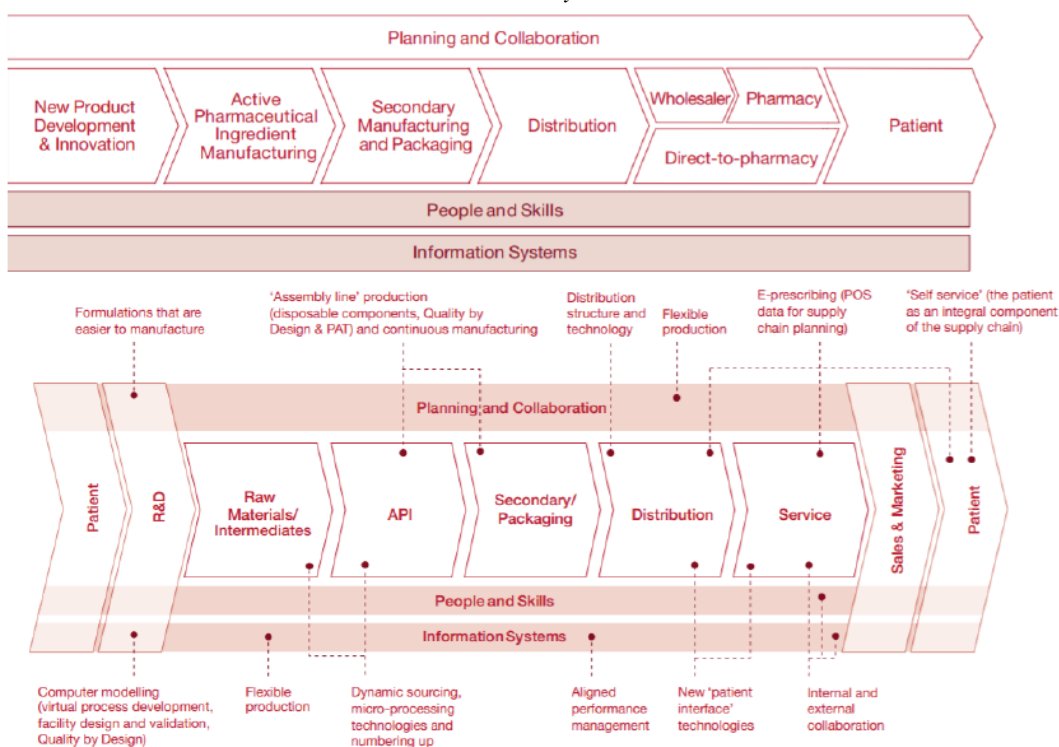 Planning and Collaboration
New Product
Development
& Innovation
Active
Pharmaceutical
Ingredient
Manufacturing
Secondary
Manufacturing
and Packaging
Distribution
Wholesaler
Pharmacy
Direct-to-pharmacy
Patient
People and Skills
Information Systems
Formulations that are
easier to manufacture
'Assembly line' production
(disposable components, Quality by
Design & PAT) and continuous manufacturing
Distribution
structure and
technology
Flexible
production
E-prescribing (POS
data for supply
chain planning)
'Self service' (the patient
as an integral component
of the supply chain)
Planning and Collaboration
Patient
R&D
Raw
Materials/
Intermediates
API
Secondary/
Packaging
Distribution
Service
Sales & Marketing
Patient
People and Skills
Information Systems
Computer modelling
(virtual process development,
facility design and validation,
Quality by Design)
Flexible
production
Dynamic sourcing,
micro-processing
technologies and
numbering up
Aligned
performance
management
New 'patient
interface'
technologies
Internal and
external
collaboration